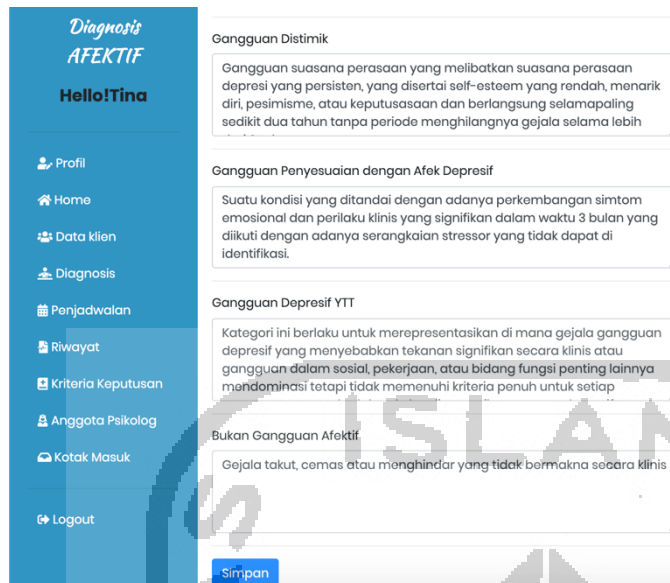 Diagnosis
AFEKTIF
Hello!Tina
Profil
Home
Data klien
Diagnosis
Penjadwalan
Riwayat
Kriteria Keputusan
Anggota Psikolog
Kotak Masuk
Logout
Gangguan Distimik
Gangguan suasana perasaan yang melibatkan suasana perasaan
depresi yang persisten, yang disertai self-esteem yang rendah, menarik
diri, pesimisme, atau keputusasaan dan berlangsung selamapaling
sedikit dua tahun tanpa periode menghilangnya gejala selama lebih
Gangguan Penyesuaian dengan Afek Depresif
Suatu kondisi yang ditandai dengan adanya perkembangan simtom
emosional dan perilaku klinis yang signifikan dalam waktu 3 bulan yang
diikuti dengan adanya serangkaian stressor yang tidak dapat di
identifikasi.
Gangguan Depresif YTT
Kategori ini berlaku untuk merepresentasikan di mana gejala gangguan
depresif yang menyebabkan tekanan signifikan secara klinis atau
gangguan dalam sosial, pekerjaan, atau bidang fungsi penting lainnya
mendominasi tetapi tidak memenuhi kriteria penuh untuk setiap
Bukan Gangguan Afektif
Gejala takut, cemas atau menghindar yang tidak bermakna secara klinis
Simpan
ISLAM